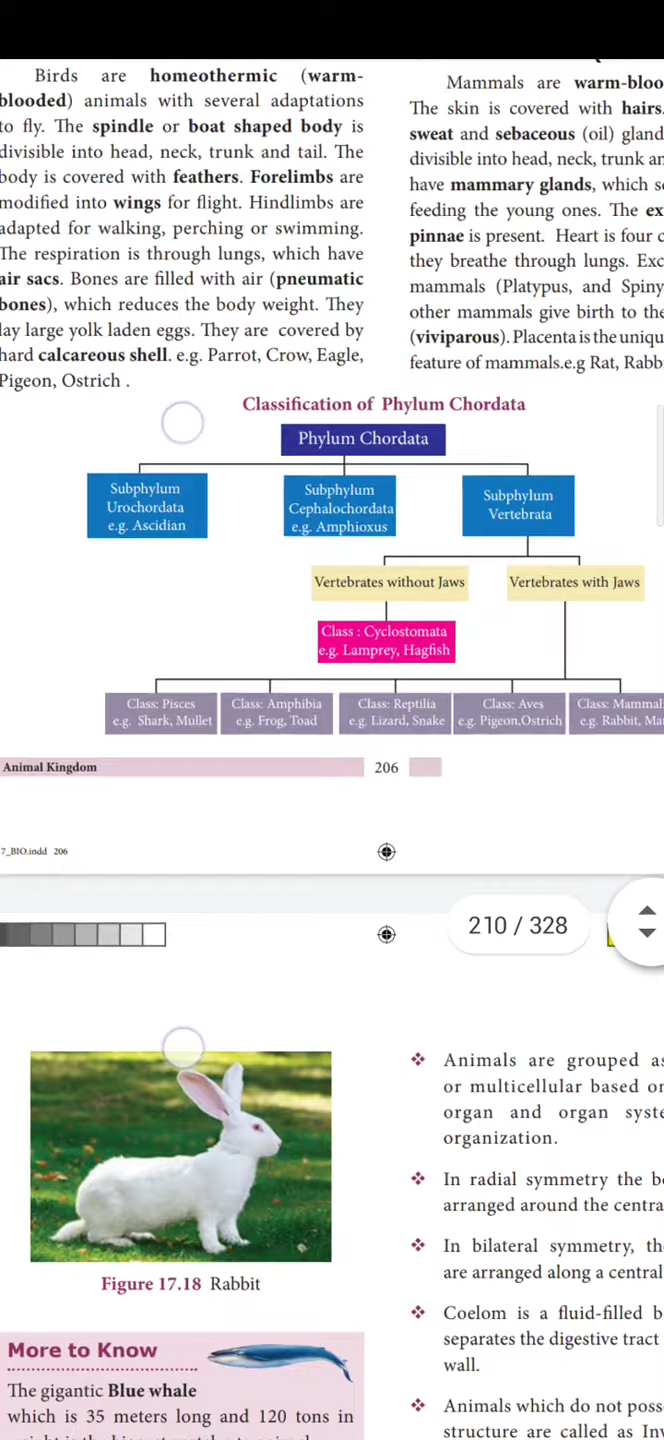 Birds are homeothermic (warm-
blooded) animals with several adaptations
to fly. The spindle or boat shaped body is
divisible into head, neck, trunk and tail. The
body is covered with feathers. Forelimbs are
modified into wings for flight. Hindlimbs are
adapted for walking, perching or swimming.
The respiration is through lungs, which have
air sacs. Bones are filled with air (pneumatic
bones), which reduces the body weight. They
lay large yolk laden eggs. They are covered by
hard calcareous shell. e.g. Parrot, Crow, Eagle,
Pigeon, Ostrich .
Mammals are warm-bloo
The skin is covered with hairs.
sweat and sebaceous (oil) gland
divisible into head, neck, trunk an
have mammary glands, which se
feeding the young ones. The ex
pinnae is present. Heart is four c
they breathe through lungs. Exc
mammals (Platypus, and Spiny
other mammals give birth to the
(viviparous). Placenta is the uniqu
feature of mammals.e.g Rat, Rabb
Classification of Phylum Chordata
Phylum Chordata
Subphylum
Urochordata
e.g. Ascidian
Subphylum
Cephalochordata
e.g. Amphioxus
Subphylum
Vertebrata
Vertebrates without Jaws
Vertebrates with Jaws
Class : Cyclostomata
e.g. Lamprey, Hagfish
Class: Pisces
e.g. Shark, Mullet
Class: Amphibia
e.g. Frog, Toad
Class: Reptilia
e.g. Lizard, Snake
Class: Aves
e.g. Pigeon,Ostrich
Class: Mammali
e.g. Rabbit, Ma
Animal Kingdom
206
7_BIO.indd 206
210 / 328
Figure 17.18 Rabbit
More to Know
The gigantic Blue whale
which is 35 meters long and 120 tons in
❖ Animals are grouped as
or multicellular based on
organ and organ syste
organization.
❖ In radial symmetry the bo
arranged around the centra
❖ In bilateral symmetry, the
are arranged along a central
❖ Coelom is a fluid-filled b
separates the digestive tract
wall.
❖ Animals which do not poss
structure are called as Inv